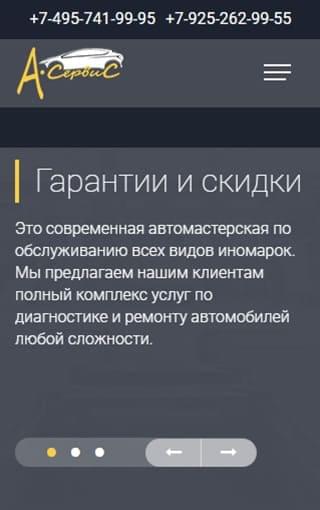 +7-495-741-99-95 +7-925-262-99-55
А·СервиС
Гарантии и скидки
Это современная автомастерская по
обслуживанию всех видов иномарок.
Мы предлагаем нашим клиентам
полный комплекс услуг по
диагностике и ремонту автомобилей
любой сложности.